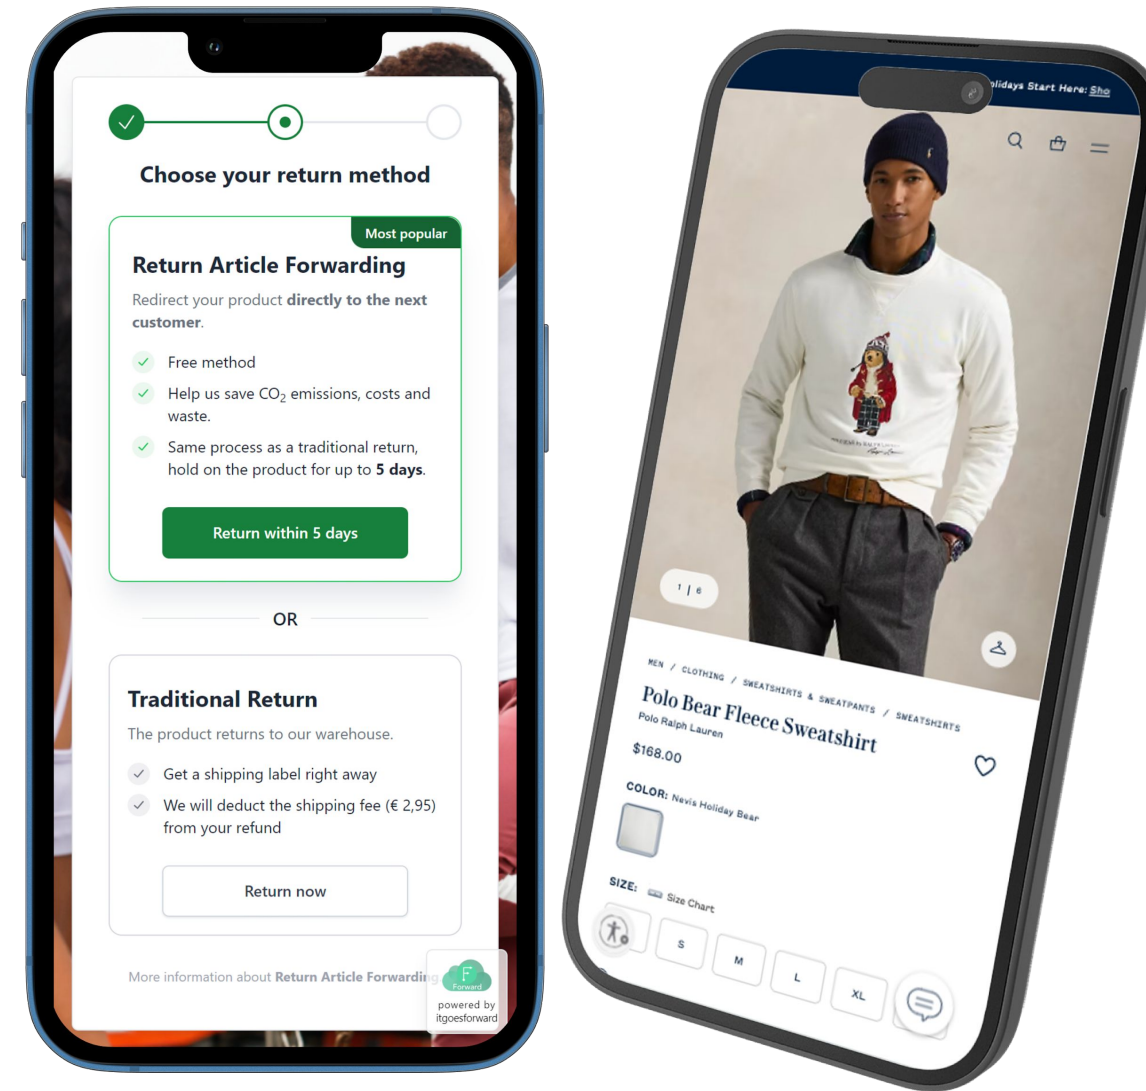 Choose your return method
Most popular
Return Article Forwarding
Redirect your product directly to the next
customer.
Free method
Help us save CO₂ emissions, costs and
waste.
Same process as a traditional return,
hold on the product for up to 5 days.
Return within 5 days
OR
Traditional Return
The product returns to our warehouse.
Get a shipping label right away
We will deduct the shipping fee (€ 2,95)
from your refund
Return now
More information about Return Article Forwarding
F
Forward
powered by
itgoesforward
olidays Start Here: Sho
1 | 6
MEN / CLOTHING / SWEATSHIRTS & SWEATPANTS / SWEATSHIRTS
Polo Bear Fleece Sweatshirt
Polo Ralph Lauren
$168.00
COLOR: Nevis Holiday Bear
SIZE: Size Chart
S
M
L
XL